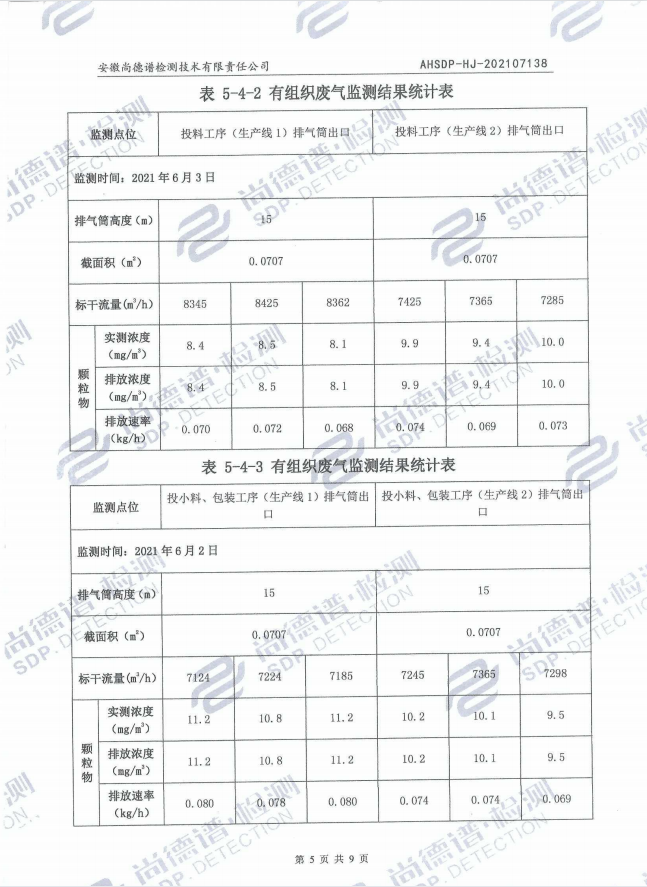 安徽尚德谱检测技术有限责任公司 AHSDP-HJ-202107138
表 5-4-2 有组织废气监测结果统计表
监测点位 投料工序（生产线1）排气筒出口 投料工序（生产线2）排气筒出口
监测时间：2021年6月3日
排气筒高度（m） 15 15
截面积（m²） 0.0707 0.0707
标干流量(m³/h) 8345 8425 8362 7425 7365 7285
颗粒物
实测浓度（mg/m³） 8.4 8.5 8.1 9.9 9.4 10.0
排放浓度（mg/m³） 8.4 8.5 8.1 9.9 9.4 10.0
排放速率（kg/h） 0.070 0.072 0.068 0.074 0.069 0.073
表 5-4-3 有组织废气监测结果统计表
监测点位 投小料、包装工序（生产线1）排气筒出口 投小料、包装工序（生产线2）排气筒出口
监测时间：2021年6月2日
排气筒高度（m） 15 15
截面积（m²） 0.0707 0.0707
标干流量(m³/h) 7124 7224 7185 7245 7365 7298
颗粒物
实测浓度（mg/m³） 11.2 10.8 11.2 10.2 10.1 9.5
排放浓度（mg/m³） 11.2 10.8 11.2 10.2 10.1 9.5
排放速率（kg/h） 0.080 0.078 0.080 0.074 0.074 0.069
第 5 页 共 9 页
尚德谱·检测
SDP·DETECTION